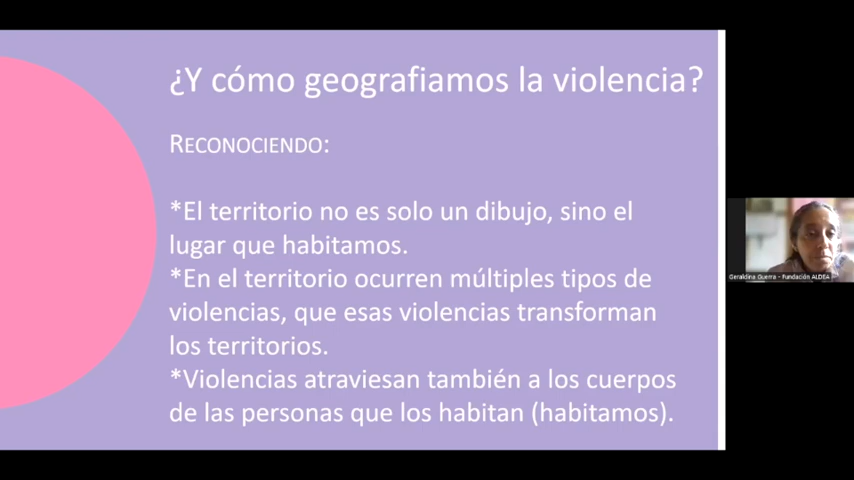 ¿Y cómo geografiamos la violencia?
RECONOCIENDO:
*El territorio no es solo un dibujo, sino el
lugar que habitamos.
*En el territorio ocurren múltiples tipos de
violencias, que esas violencias transforman
los territorios.
*Violencias atraviesan también a los cuerpos
de las personas que los habitan (habitamos).
Geraldina Guerra - Fundación ALDEA